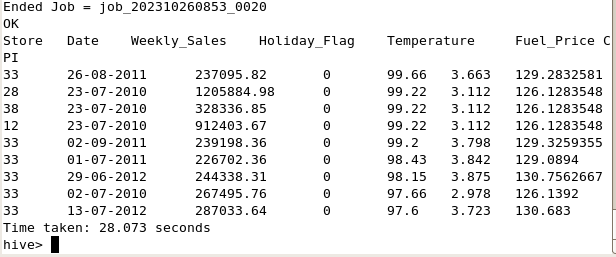 Ended Job = job_202310260853_0020
OK
Store Date Weekly_Sales Holiday_Flag Temperature Fuel_Price C
PI
33 26-08-2011 237095.82 0 99.66 3.663 129.2832581
28 23-07-2010 1205884.98 0 99.22 3.112 126.1283548
38 23-07-2010 328336.85 0 99.22 3.112 126.1283548
12 23-07-2010 912403.67 0 99.22 3.112 126.1283548
33 02-09-2011 239198.36 0 99.2 3.798 129.3259355
33 01-07-2011 226702.36 0 98.43 3.842 129.0894
33 29-06-2012 244338.31 0 98.15 3.875 130.7562667
33 02-07-2010 267495.76 0 97.66 2.978 126.1392
33 13-07-2012 287033.64 0 97.6 3.723 130.683
Time taken: 28.073 seconds
hive>